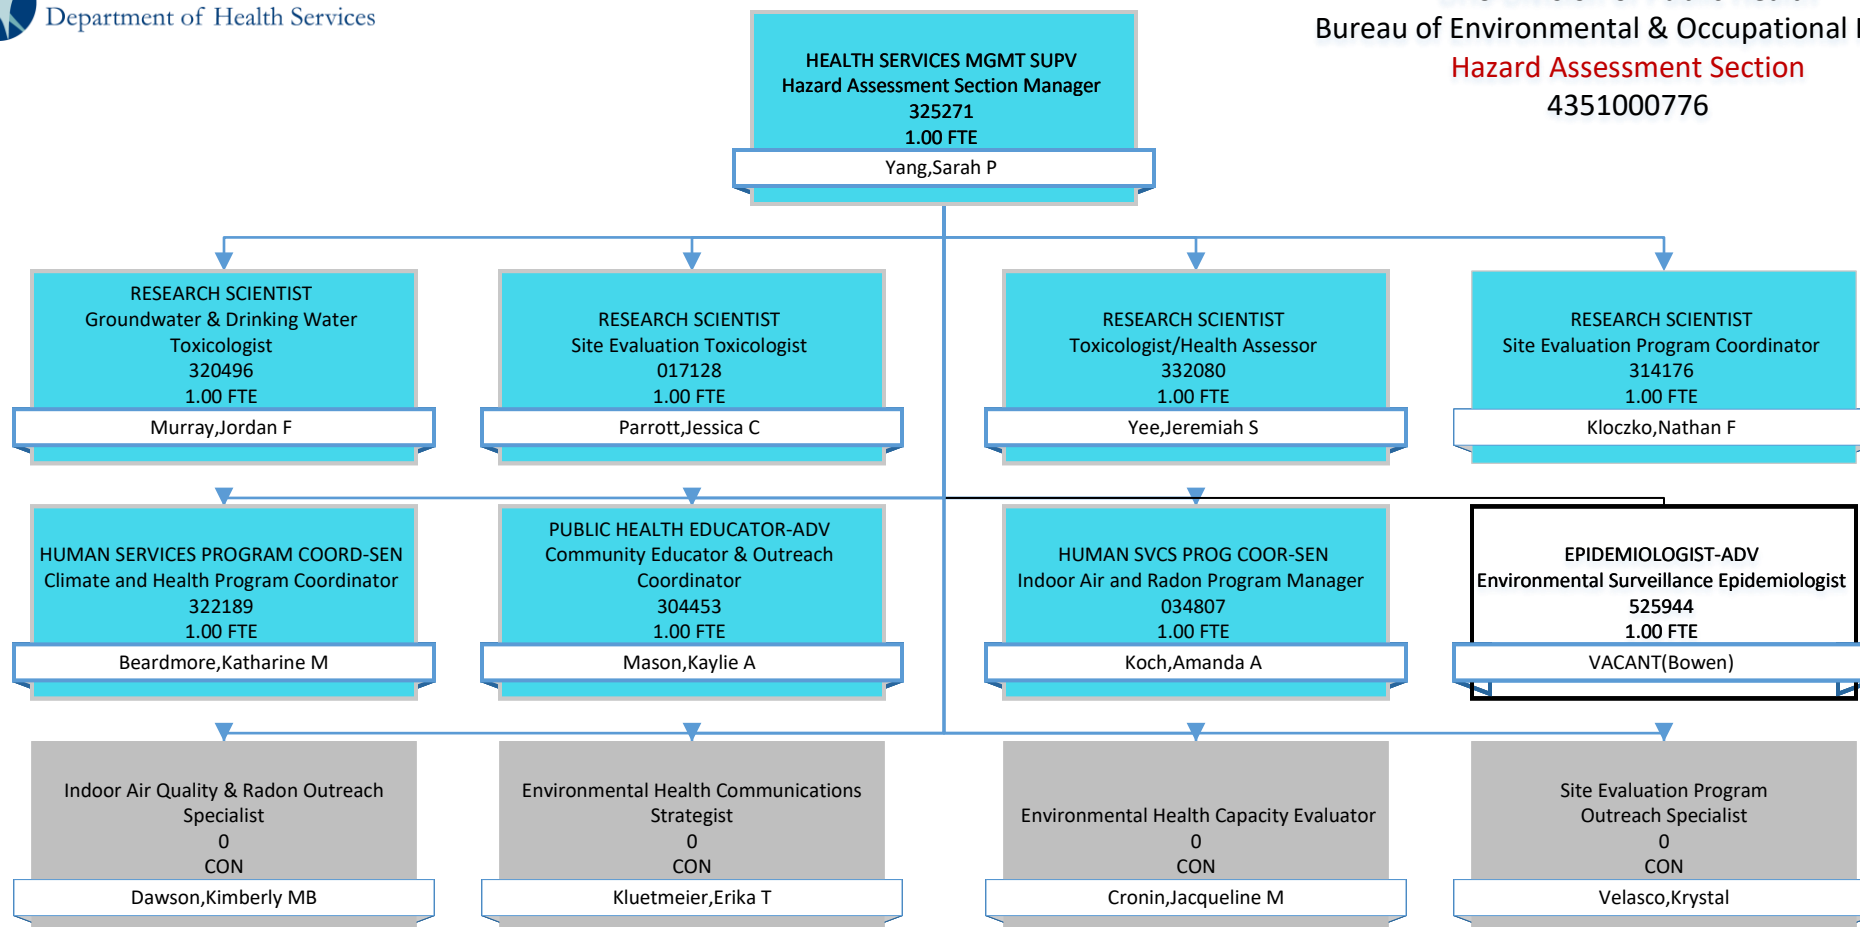 Department of Health Services
Bureau of Environmental & Occupational
Hazard Assessment Section
4351000776
HEALTH SERVICES MGMT SUPV
Hazard Assessment Section Manager
325271
1.00 FTE
Yang,Sarah P
RESEARCH SCIENTIST
Groundwater & Drinking Water
Toxicologist
320496
1.00 FTE
Murray,Jordan F
RESEARCH SCIENTIST
Site Evaluation Toxicologist
017128
1.00 FTE
Parrott,Jessica C
RESEARCH SCIENTIST
Toxicologist/Health Assessor
332080
1.00 FTE
Yee,Jeremiah S
RESEARCH SCIENTIST
Site Evaluation Program Coordinator
314176
1.00 FTE
Kloczko,Nathan F
HUMAN SERVICES PROGRAM COORD-SEN
Climate and Health Program Coordinator
322189
1.00 FTE
Beardmore,Katharine M
PUBLIC HEALTH EDUCATOR-ADV
Community Educator & Outreach
Coordinator
304453
1.00 FTE
Mason,Kaylie A
HUMAN SVCS PROG COOR-SEN
Indoor Air and Radon Program Manager
034807
1.00 FTE
Koch,Amanda A
EPIDEMIOLOGIST-ADV
Environmental Surveillance Epidemiologist
525944
1.00 FTE
VACANT(Bowen)
Indoor Air Quality & Radon Outreach
Specialist
0
CON
Dawson,Kimberly MB
Environmental Health Communications
Strategist
0
CON
Kluetmeier,Erika T
Environmental Health Capacity Evaluator
0
CON
Cronin,Jacqueline M
Site Evaluation Program
Outreach Specialist
0
CON
Velasco,Krystal